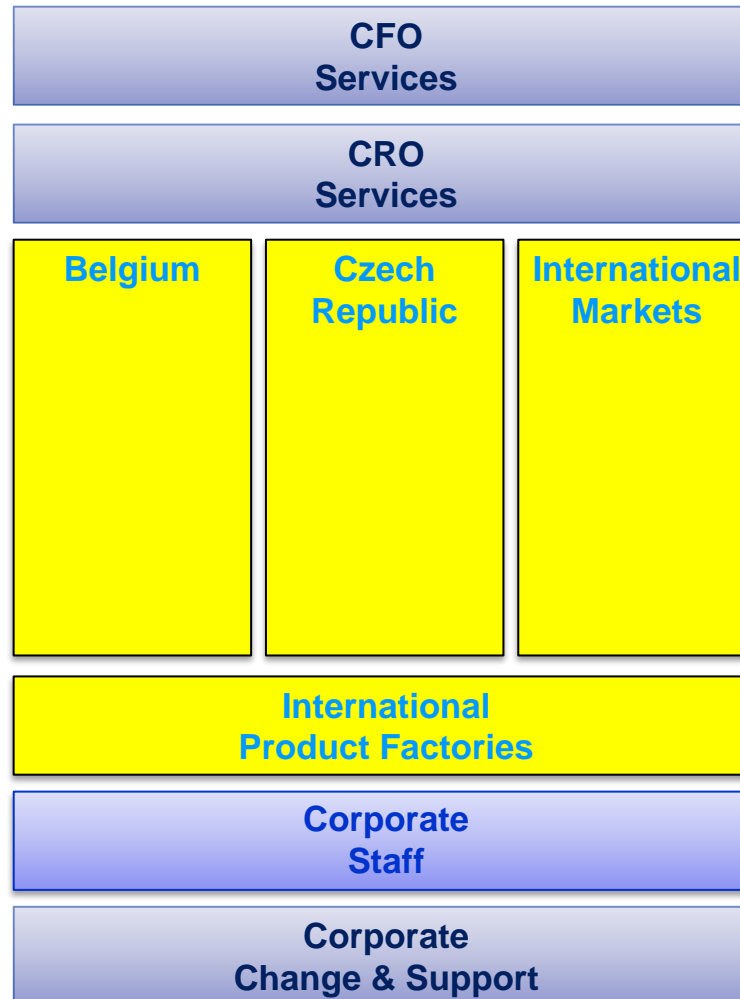 CFO
Services
CRO
Services
Belgium
Czech
Republic
International
Markets
International
Product Factories
Corporate
Staff
Corporate
Change & Support